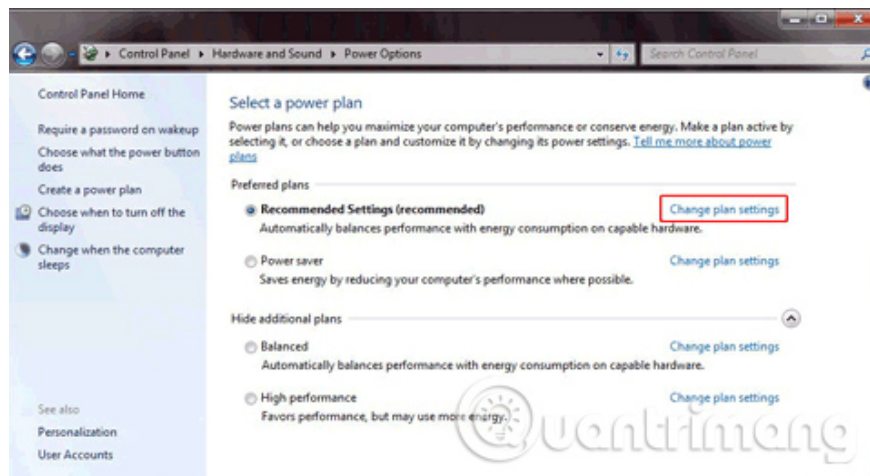 Control Panel ▸ Hardware and Sound ▸ Power Options
Search Control Panel
Control Panel Home
Require a password on wakeup
Choose what the power button
does
Create a power plan
Choose when to turn off the
display
Change when the computer
sleeps
See also
Personalization
User Accounts
Select a power plan
Power plans can help you maximize your computer's performance or conserve energy. Make a plan active by
selecting it, or choose a plan and customize it by changing its power settings. Tell me more about power
plans
Preferred plans
Recommended Settings (recommended) Change plan settings
Automatically balances performance with energy consumption on capable hardware.
Power saver Change plan settings
Saves energy by reducing your computer's performance where possible.
Hide additional plans
Balanced Change plan settings
Automatically balances performance with energy consumption on capable hardware.
High performance Change plan settings
Favors performance, but may use more energy.
Quantrimang